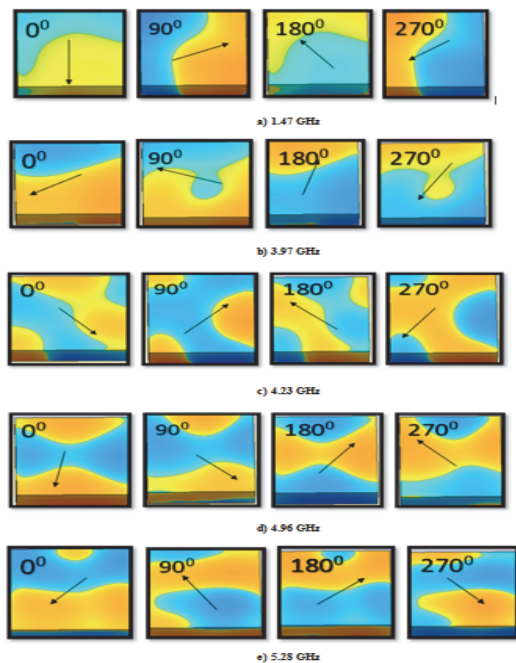 0⁰ 90⁰ 180⁰ 270⁰
a) 1.47 GHz
0⁰ 90⁰ 180⁰ 270⁰
b) 3.97 GHz
0⁰ 90⁰ 180⁰ 270⁰
c) 4.23 GHz
0⁰ 90⁰ 180⁰ 270⁰
d) 4.96 GHz
0⁰ 90⁰ 180⁰ 270⁰
e) 5.28 GHz